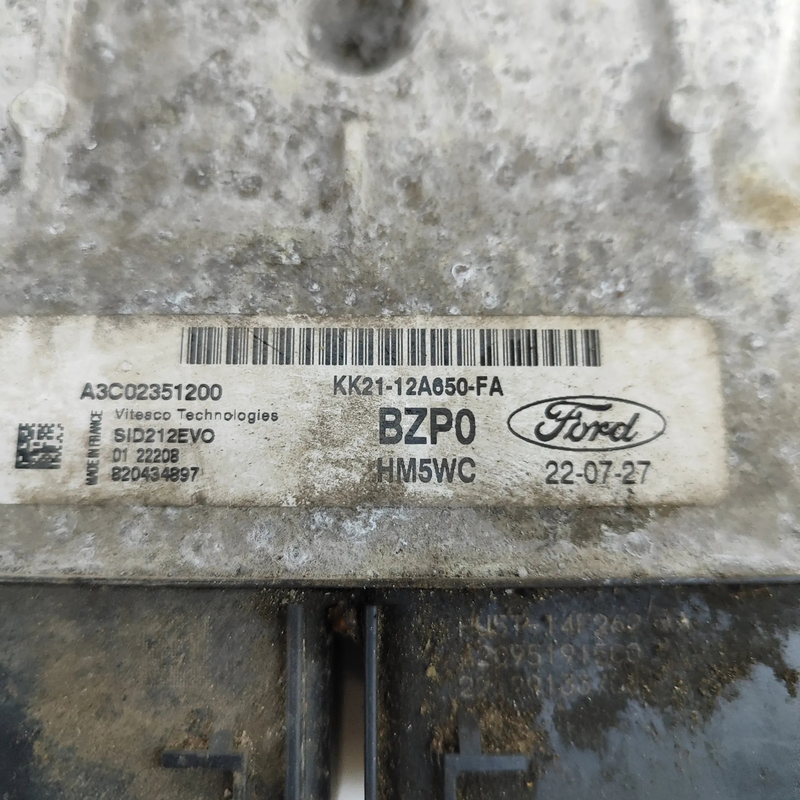 KK21-12A650-FA
A3C02351200
Vitesco Technologies
SID212EVO
01 22208
820434897
MADE IN FRANCE
BZP0
HM5WC
Ford
22-07-27